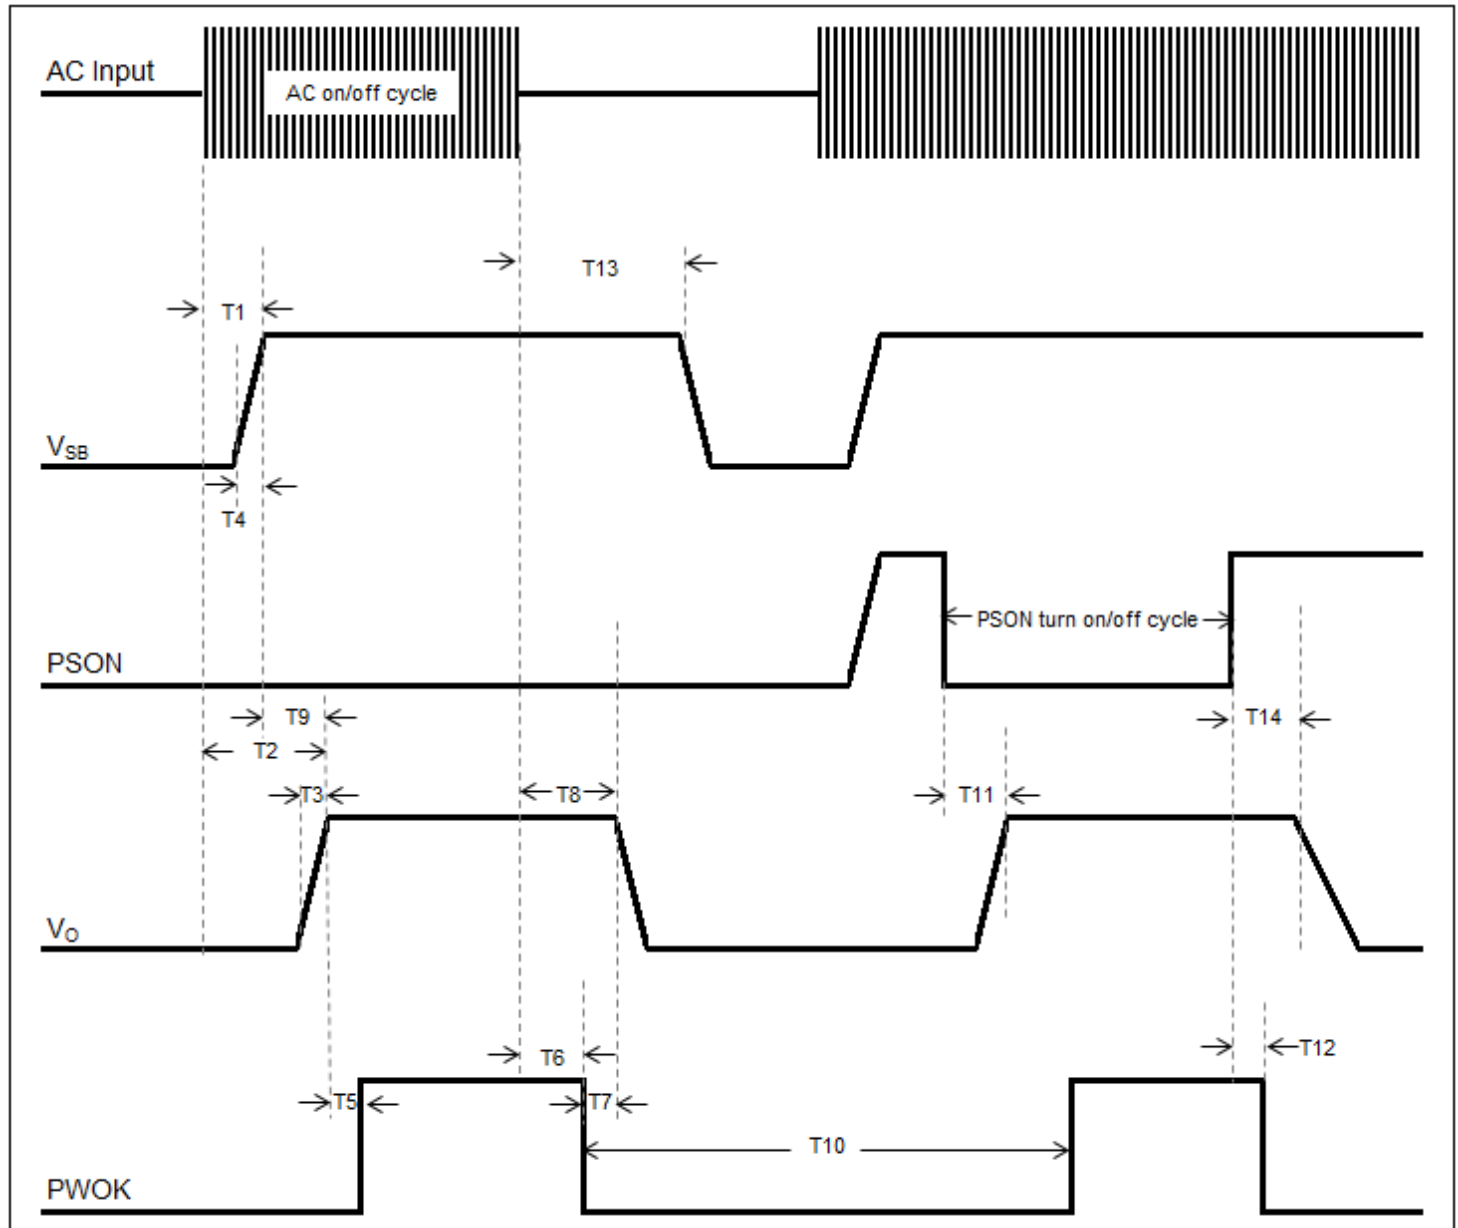 AC Input
AC on/off cycle
T13
T1
VSB
T4
PSON turn on/off cycle
PSON
T9
T14
T2
T3
T8
T11
VO
T6
T12
T5
T7
T10
PWOK